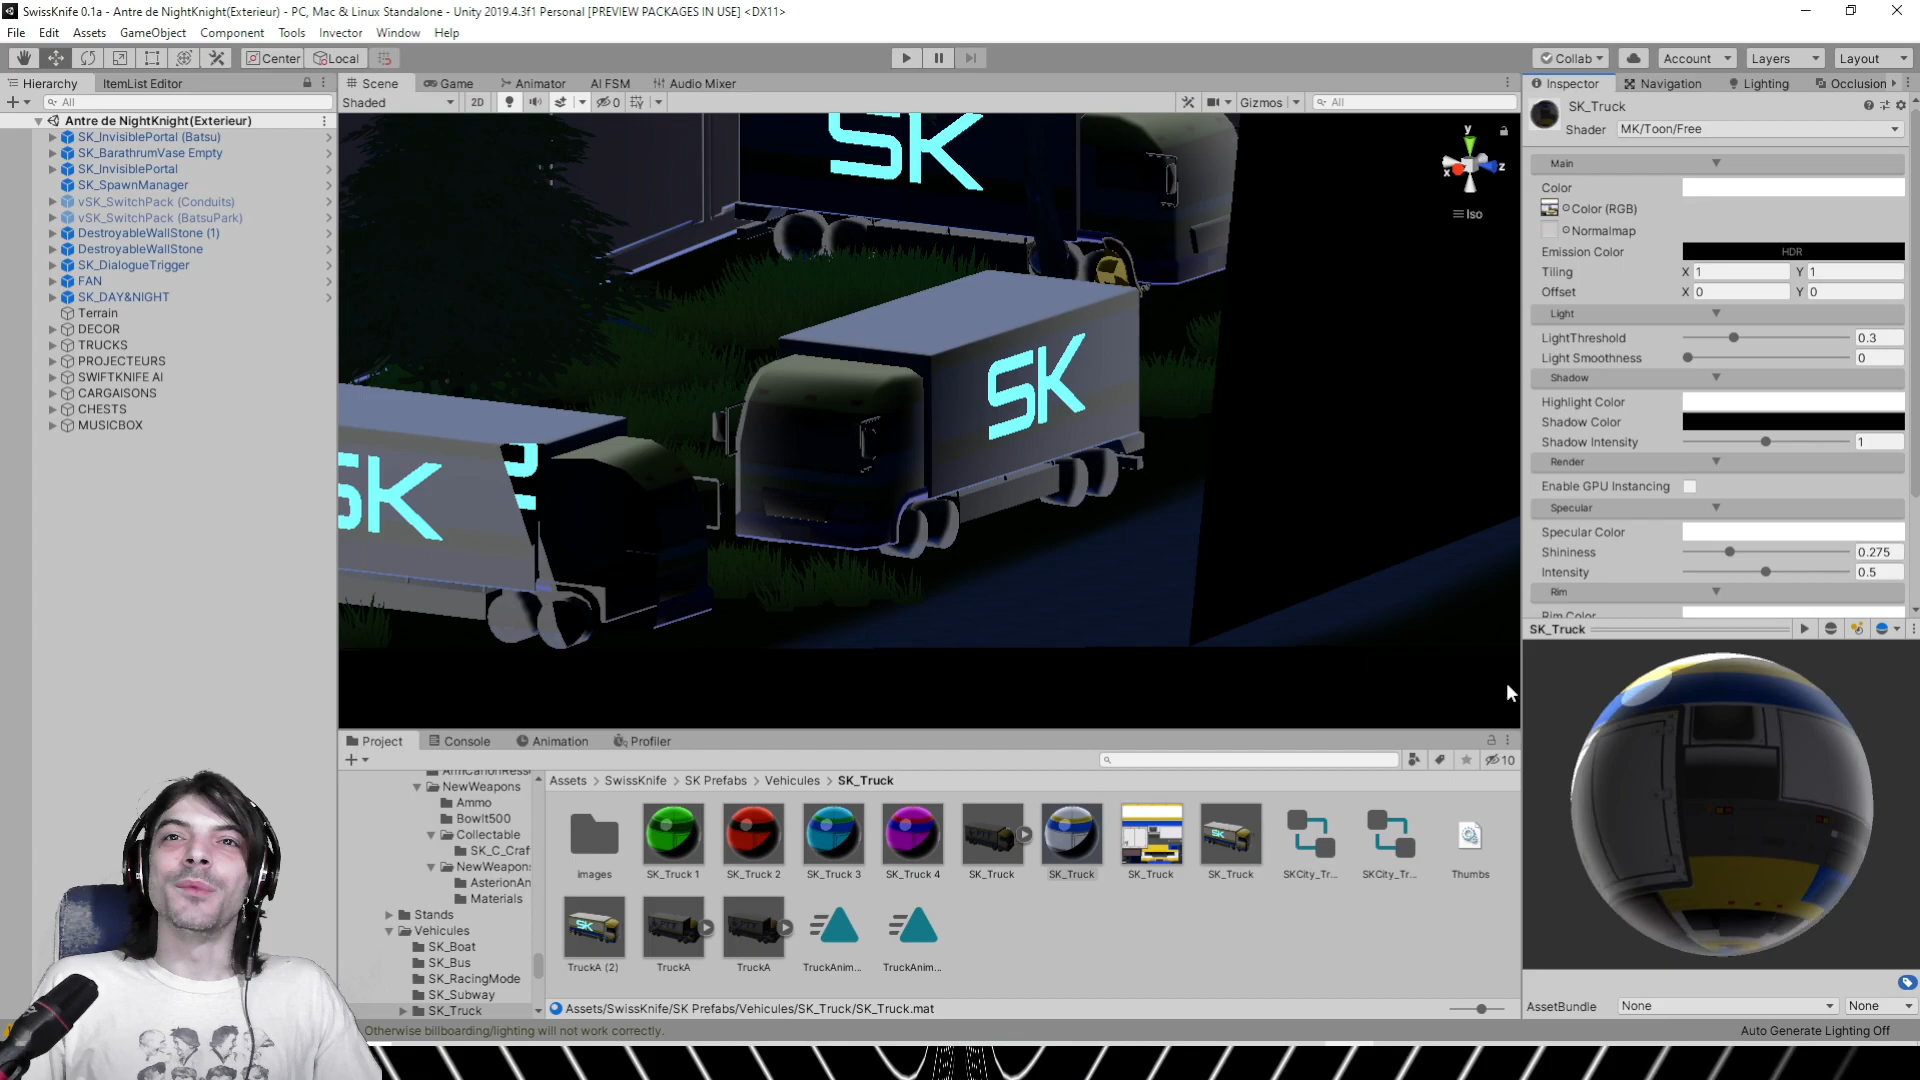 SwissKnife 0.1a - Antre de NightKnight(Exterieur) - PC, Mac & Linux Standalone - Unity 2019.4.3f1 Personal [PREVIEW PACKAGES IN USE] <DX11>
File Edit Assets GameObject Component Tools Invector Window Help
Center Local Collab Account Layers Layout
Hierarchy ItemList Editor
All
Antre de NightKnight(Exterieur)
SK_InvisiblePortal (Batsu)
SK_BarathrumVase Empty
SK_InvisiblePortal
SK_SpawnManager
vSK_SwitchPack (Conduits)
vSK_SwitchPack (BatsuPark)
DestroyableWallStone (1)
DestroyableWallStone
SK_DialogueTrigger
FAN
SK_DAY&NIGHT
Terrain
DECOR
TRUCKS
PROJECTEURS
SWIFTKNIFE AI
CARGAISONS
CHESTS
MUSICBOX
Scene Game Animator AI FSM Audio Mixer
Shaded 2D 0 Gizmos All
SK
y
x z
Iso
SK
SK
Inspector Navigation Lighting Occlusion
SK_Truck
Shader MK/Toon/Free
Main
Color
Color (RGB)
Normalmap
Emission Color HDR
Tiling X 1 Y 1
Offset X 0 Y 0
Light
LightThreshold 0.3
Light Smoothness 0
Shadow
Highlight Color
Shadow Color
Shadow Intensity 1
Render
Enable GPU Instancing
Specular
Specular Color
Shininess 0.275
Intensity 0.5
Rim
Rim Color
SK_Truck
AssetBundle None None
Auto Generate Lighting Off
Project Console Animation Profiler
10
NewWeapons
Ammo
BowIt500
Collectable
SK_C_Craf
NewWeapons
AsterionAn
Materials
Stands
Vehicules
SK_Boat
SK_Bus
SK_RacingMode
SK_Subway
SK_Truck
Assets > SwissKnife > SK Prefabs > Vehicules > SK_Truck
images SK_Truck 1 SK_Truck 2 SK_Truck 3 SK_Truck 4 SK_Truck SK_Truck SK_Truck SK_Truck SKCity_Tr... SKCity_Tr... Thumbs
TruckA (2) TruckA TruckA TruckAnim... TruckAnim...
Assets/SwissKnife/SK Prefabs/Vehicules/SK_Truck/SK_Truck.mat
Otherwise billboarding/lighting will not work correctly.